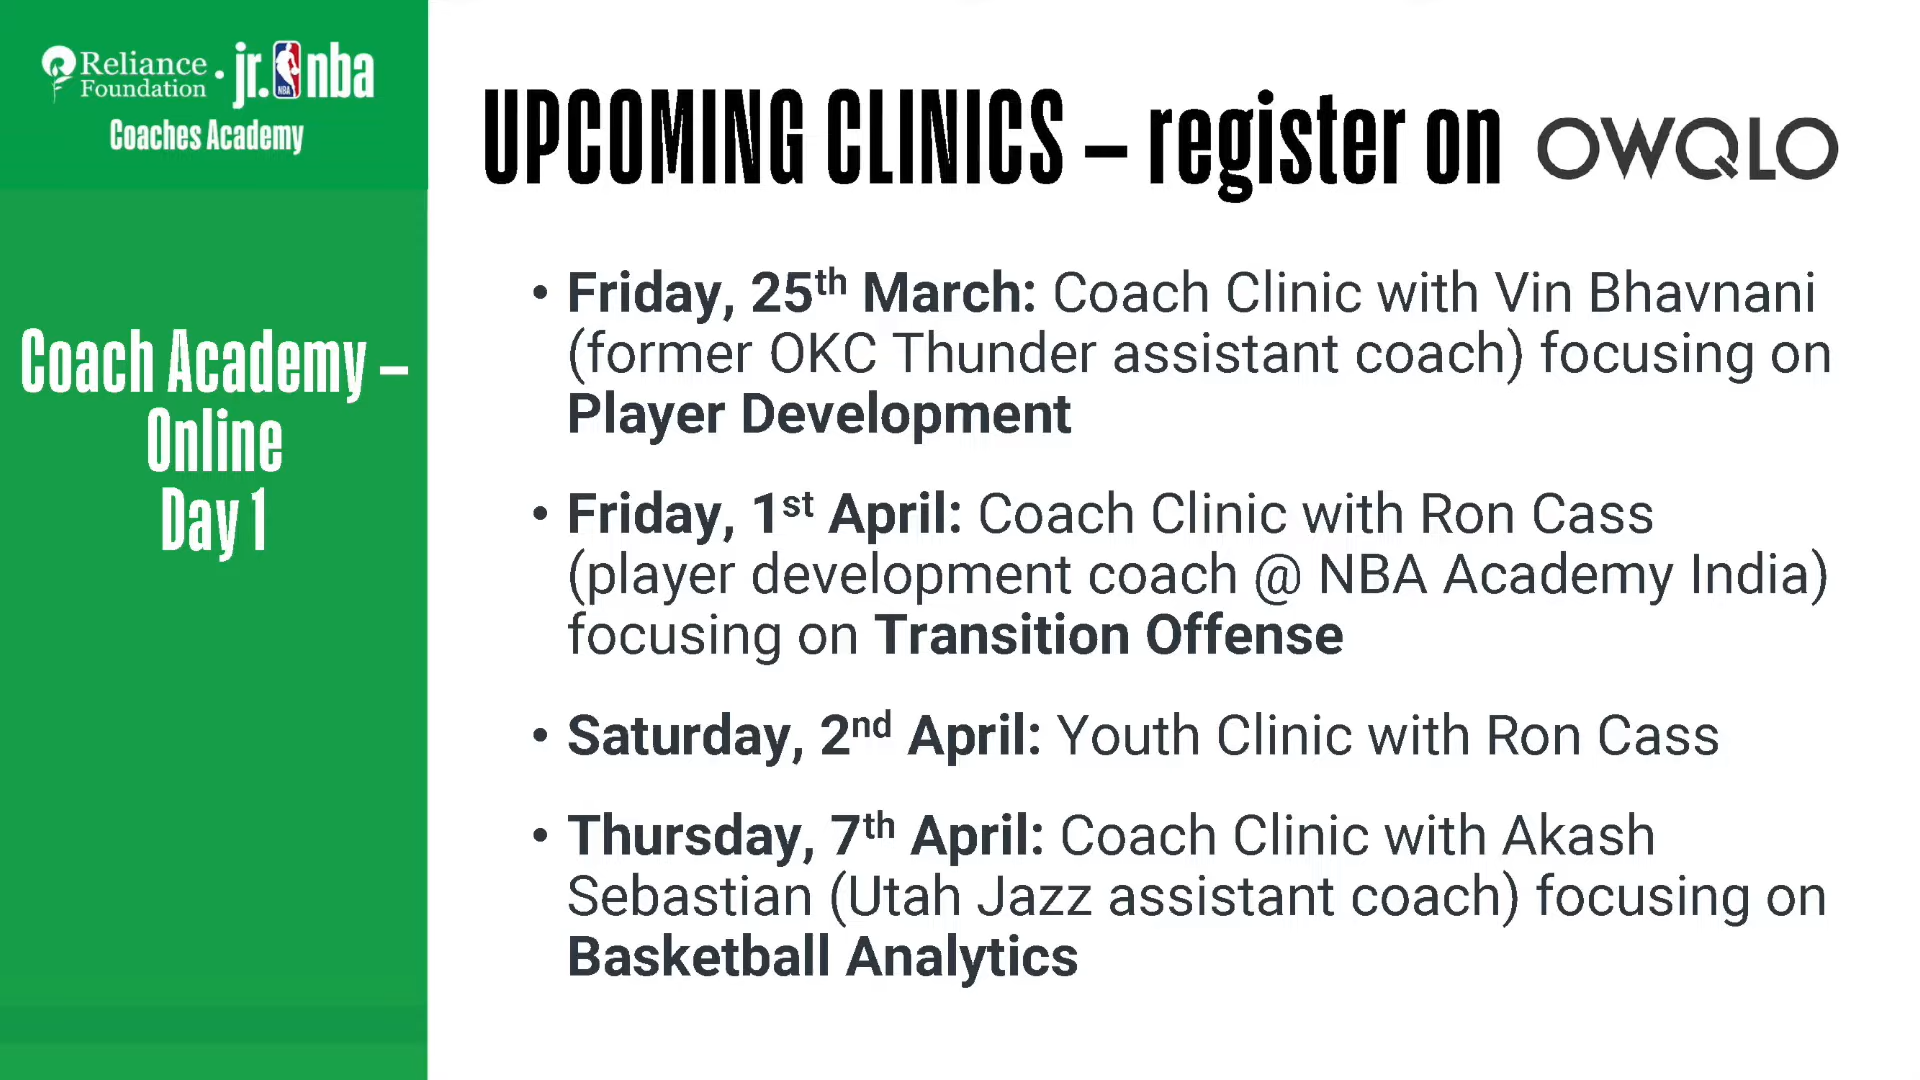 Reliance
Foundation
jr. nba
NBA
Coaches Academy
Coach Academy –
Online
Day 1
UPCOMING CLINICS – register on OWQLO
• Friday, 25th March: Coach Clinic with Vin Bhavnani
(former OKC Thunder assistant coach) focusing on
Player Development
• Friday, 1st April: Coach Clinic with Ron Cass
(player development coach @ NBA Academy India)
focusing on Transition Offense
• Saturday, 2nd April: Youth Clinic with Ron Cass
• Thursday, 7th April: Coach Clinic with Akash
Sebastian (Utah Jazz assistant coach) focusing on
Basketball Analytics